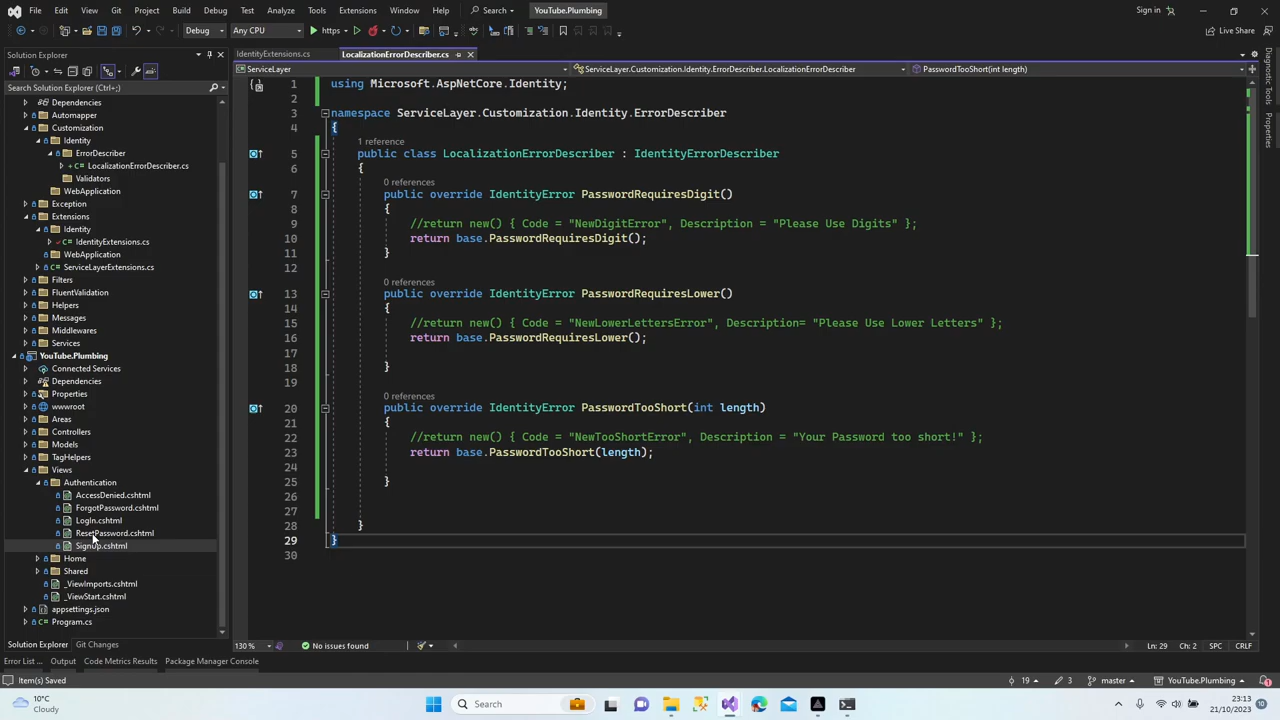 File Edit View Git Project Build Debug Test Analyze Tools Extensions Window Help Search YouTube.Plumbing Sign in
Debug Any CPU https Live Share
Solution Explorer
IdentityExtensions.cs LocalizationErrorDescriber.cs
ServiceLayer ServiceLayer.Customization.Identity.ErrorDescriber.LocalizationErrorDescriber PasswordTooShort(int length)
Search Solution Explorer (Ctrl+;)
Dependencies
Automapper
Customization
Identity
ErrorDescriber
LocalizationErrorDescriber.cs
Validators
WebApplication
Exception
Extensions
Identity
IdentityExtensions.cs
WebApplication
ServiceLayerExtensions.cs
Filters
FluentValidation
Helpers
Messages
Middlewares
Services
YouTube.Plumbing
Connected Services
Dependencies
Properties
wwwroot
Areas
Controllers
Models
TagHelpers
Views
Authentication
AccessDenied.cshtml
ForgotPassword.cshtml
LogIn.cshtml
ResetPassword.cshtml
SignUp.cshtml
Home
Shared
_ViewImports.cshtml
_ViewStart.cshtml
appsettings.json
Program.cs
Solution Explorer Git Changes
1 using Microsoft.AspNetCore.Identity;
2
3 namespace ServiceLayer.Customization.Identity.ErrorDescriber
4 {
1 reference
5 public class LocalizationErrorDescriber : IdentityErrorDescriber
6 {
0 references
7 public override IdentityError PasswordRequiresDigit()
8 {
9 //return new() { Code = "NewDigitError", Description = "Please Use Digits" };
10 return base.PasswordRequiresDigit();
11 }
12
0 references
13 public override IdentityError PasswordRequiresLower()
14 {
15 //return new() { Code = "NewLowerLettersError", Description= "Please Use Lower Letters" };
16 return base.PasswordRequiresLower();
17
18 }
19
0 references
20 public override IdentityError PasswordTooShort(int length)
21 {
22 //return new() { Code = "NewTooShortError", Description = "Your Password too short!" };
23 return base.PasswordTooShort(length);
24
25 }
26
27
28 }
29 }
30
Diagnostic Tools
Properties
130 % No issues found Ln: 29 Ch: 2 SPC CRLF
Error List ... Output Code Metrics Results Package Manager Console
Item(s) Saved 19 3 master YouTube.Plumbing 1
10°C
Cloudy
Search
23:13
21/10/2023